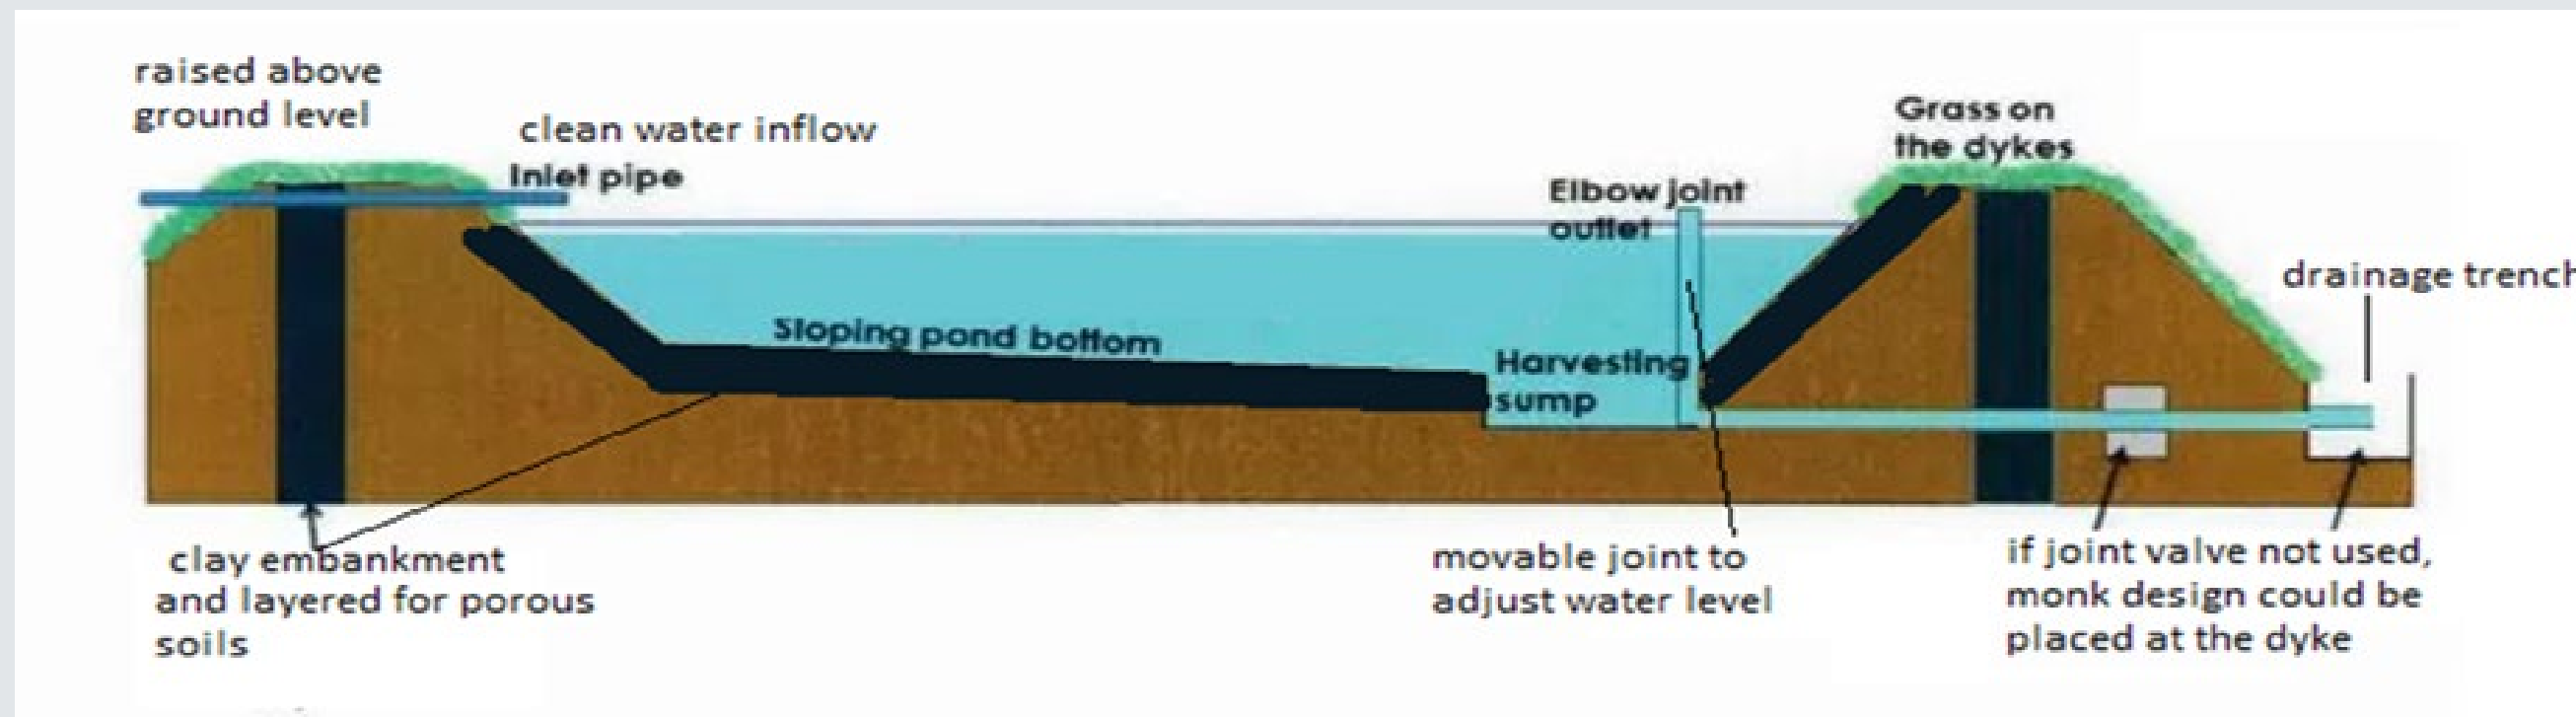 raised above
ground level
clean water inflow
Inlet pipe
Grass on
the dykes
Elbow joint
outlet
drainage trench
Sloping pond bottom
Harvesting
sump
clay embankment
and layered for porous
soils
movable joint to
adjust water level
if joint valve not used,
monk design could be
placed at the dyke